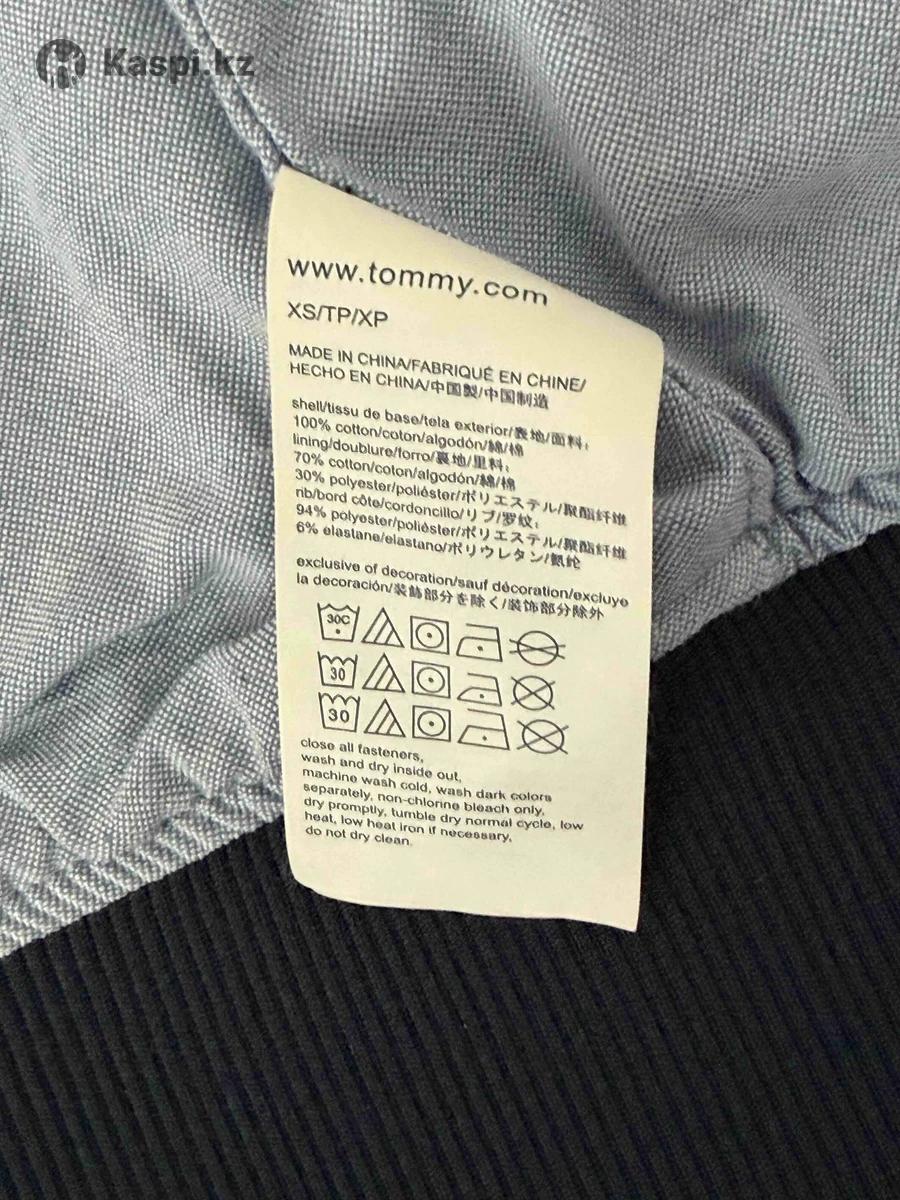 Kaspi.kz
www.tommy.com
XS/TP/XP
MADE IN CHINA/FABRIQUÉ EN CHINE/
HECHO EN CHINA/中国製/中国制造
shell/tissu de base/tela exterior/表地/面料:
100% cotton/coton/algodón/綿/棉
lining/doublure/forro/裏地/里料:
70% cotton/coton/algodón/綿/棉
30% polyester/poliéster/ポリエステル/聚酯纤维
rib/bord côte/cordoncillo/リブ/罗纹:
94% polyester/poliéster/ポリエステル/聚酯纤维
6% elastane/elastano/ポリウレタン/氨纶
exclusive of decoration/sauf décoration/excluye
la decoración/装飾部分を除く/装饰部分除外
30C
30
30
close all fasteners,
wash and dry inside out,
machine wash cold, wash dark colors
separately, non-chlorine bleach only,
dry promptly, tumble dry normal cycle, low
heat, low heat iron if necessary,
do not dry clean.